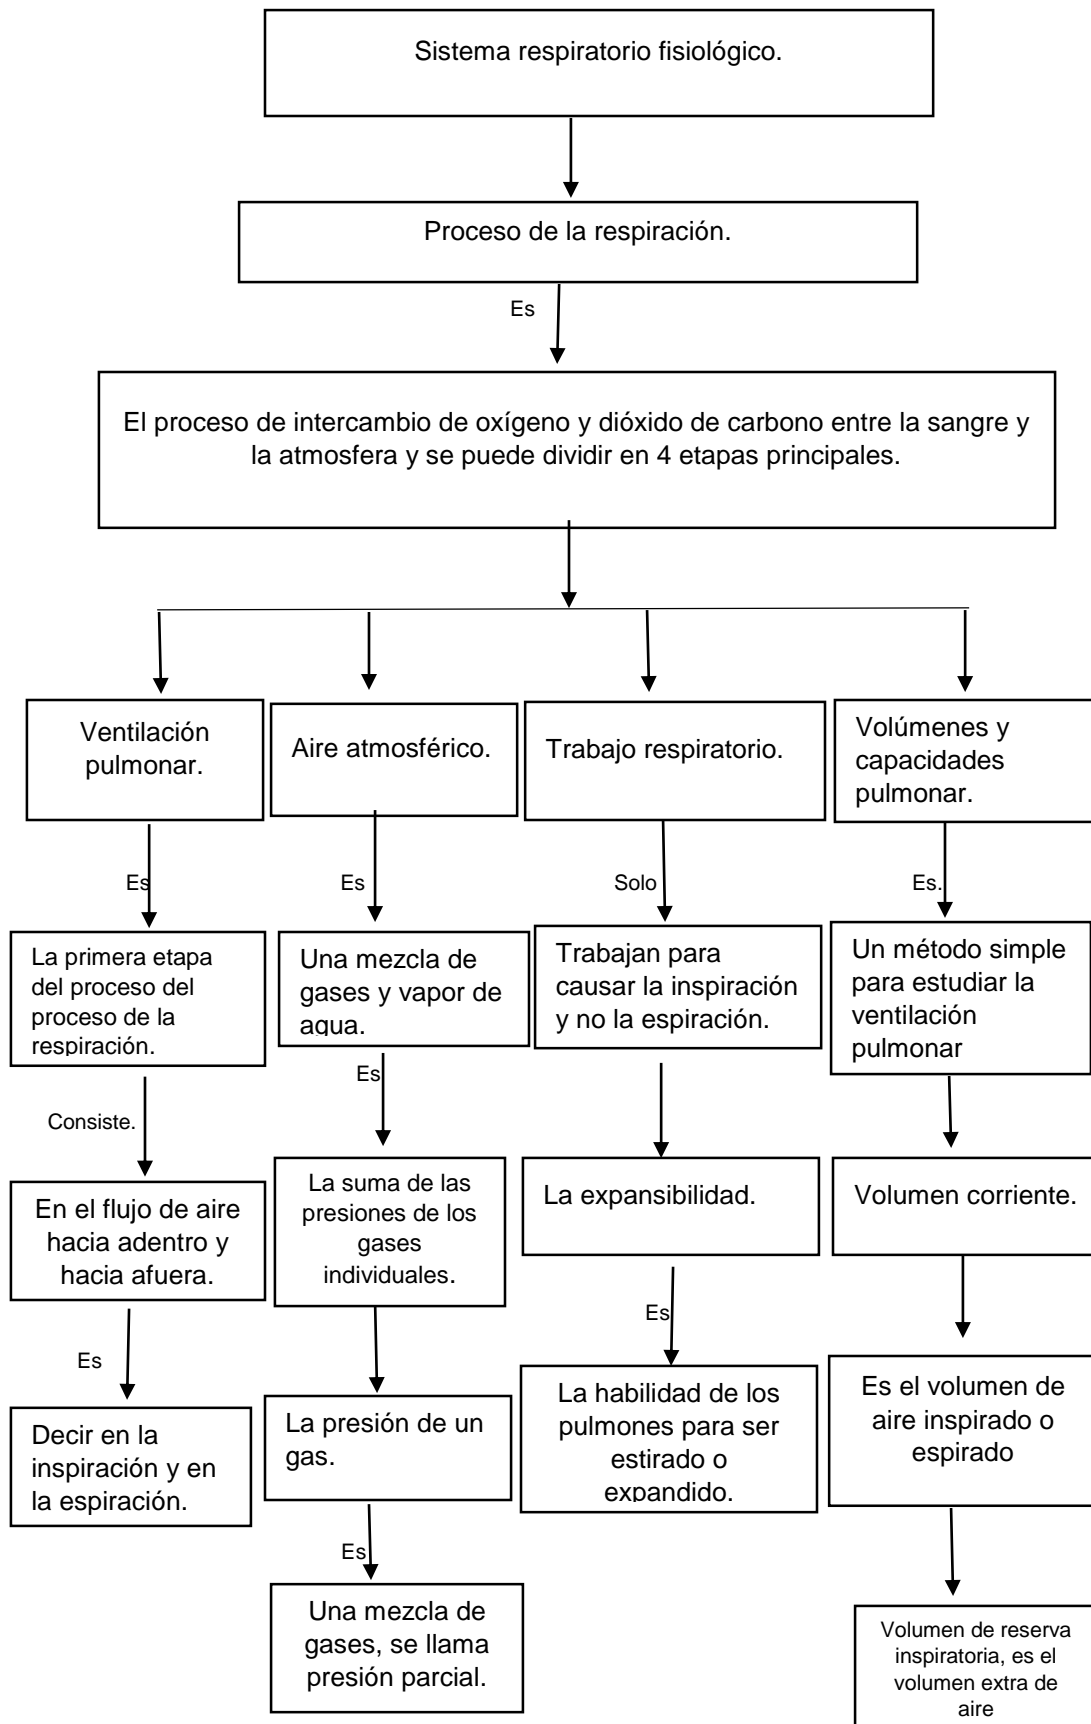 Sistema respiratorio fisiológico.
Proceso de la respiración.
Es
El proceso de intercambio de oxígeno y dióxido de carbono entre la sangre y
la atmosfera y se puede dividir en 4 etapas principales.
Ventilación
pulmonar.
Aire atmosférico.
Trabajo respiratorio.
Volúmenes y
capacidades
pulmonar.
Es
Es
Solo
Es.
La primera etapa
del proceso del
proceso de la
respiración.
Una mezcla de
gases y vapor de
agua.
Trabajan para
causar la inspiración
y no la espiración.
Un método simple
para estudiar la
ventilación
pulmonar
Consiste.
Es
En el flujo de aire
hacia adentro y
hacia afuera.
La suma de las
presiones de los
gases
individuales.
La expansibilidad.
Volumen corriente.
Es
Es
Decir en la
inspiración y en
la espiración.
La presión de un
gas.
La habilidad de los
pulmones para ser
estirado o
expandido.
Es el volumen de
aire inspirado o
espirado
Es
Una mezcla de
gases, se llama
presión parcial.
Volumen de reserva
inspiratoria, es el
volumen extra de
aire